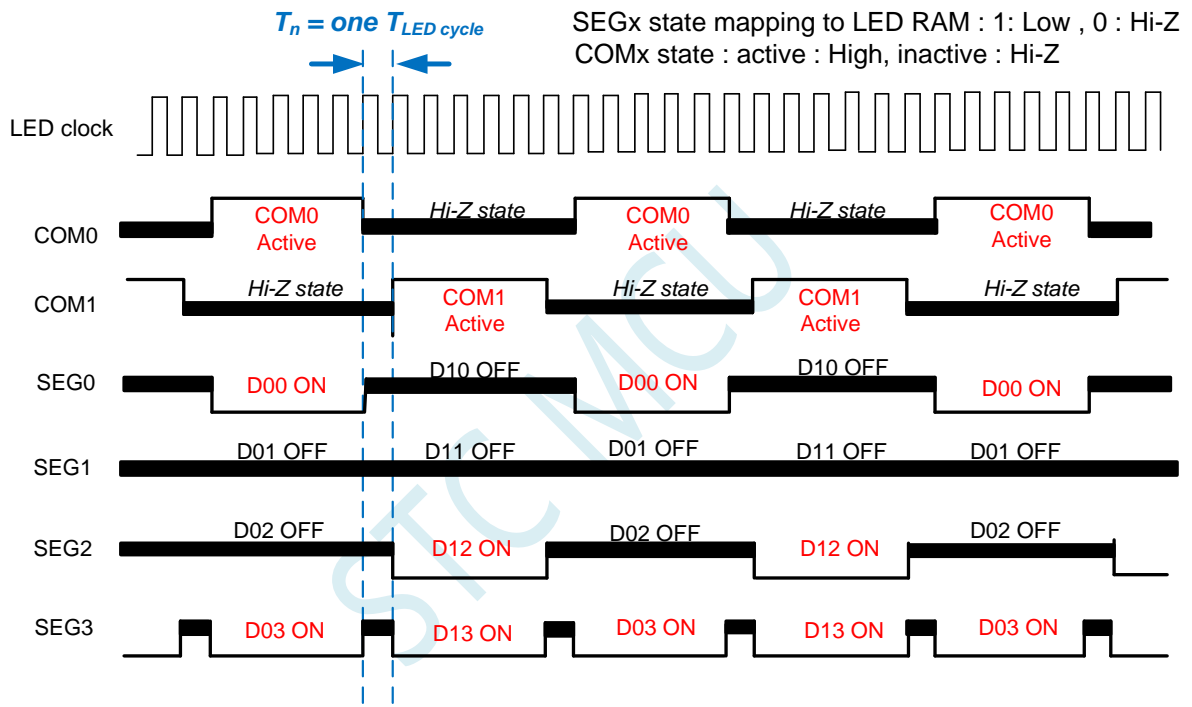 Tn = one TLED cycle
SEGx state mapping to LED RAM : 1: Low , 0 : Hi-Z
COMx state : active : High, inactive : Hi-Z
LED clock
COM0
COM0 Active
Hi-Z state
COM0 Active
Hi-Z state
COM0 Active
COM1
Hi-Z state
COM1 Active
Hi-Z state
COM1 Active
Hi-Z state
SEG0
D00 ON
D10 OFF
D00 ON
D10 OFF
D00 ON
SEG1
D01 OFF
D11 OFF
D01 OFF
D11 OFF
D01 OFF
SEG2
D02 OFF
D12 ON
D02 OFF
D12 ON
D02 OFF
SEG3
D03 ON
D13 ON
D03 ON
D13 ON
D03 ON
STC MCU